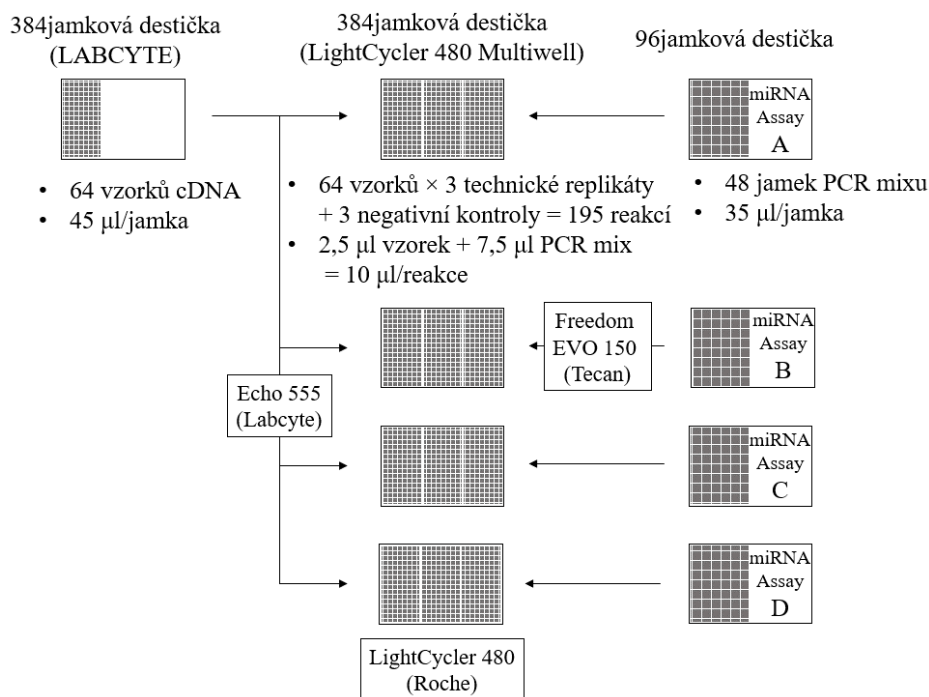 384jamková destička
(LABCYTE)
384jamková destička
(LightCycler 480 Multiwell)
96jamková destička
miRNA
Assay
A
• 64 vzorků cDNA
• 45 μl/jamka
• 64 vzorků × 3 technické replikáty
+ 3 negativní kontroly = 195 reakcí
• 2,5 μl vzorek + 7,5 μl PCR mix
= 10 μl/reakce
• 48 jamek PCR mixu
• 35 μl/jamka
Freedom
EVO 150
(Tecan)
miRNA
Assay
B
Echo 555
(Labcyte)
miRNA
Assay
C
miRNA
Assay
D
LightCycler 480
(Roche)